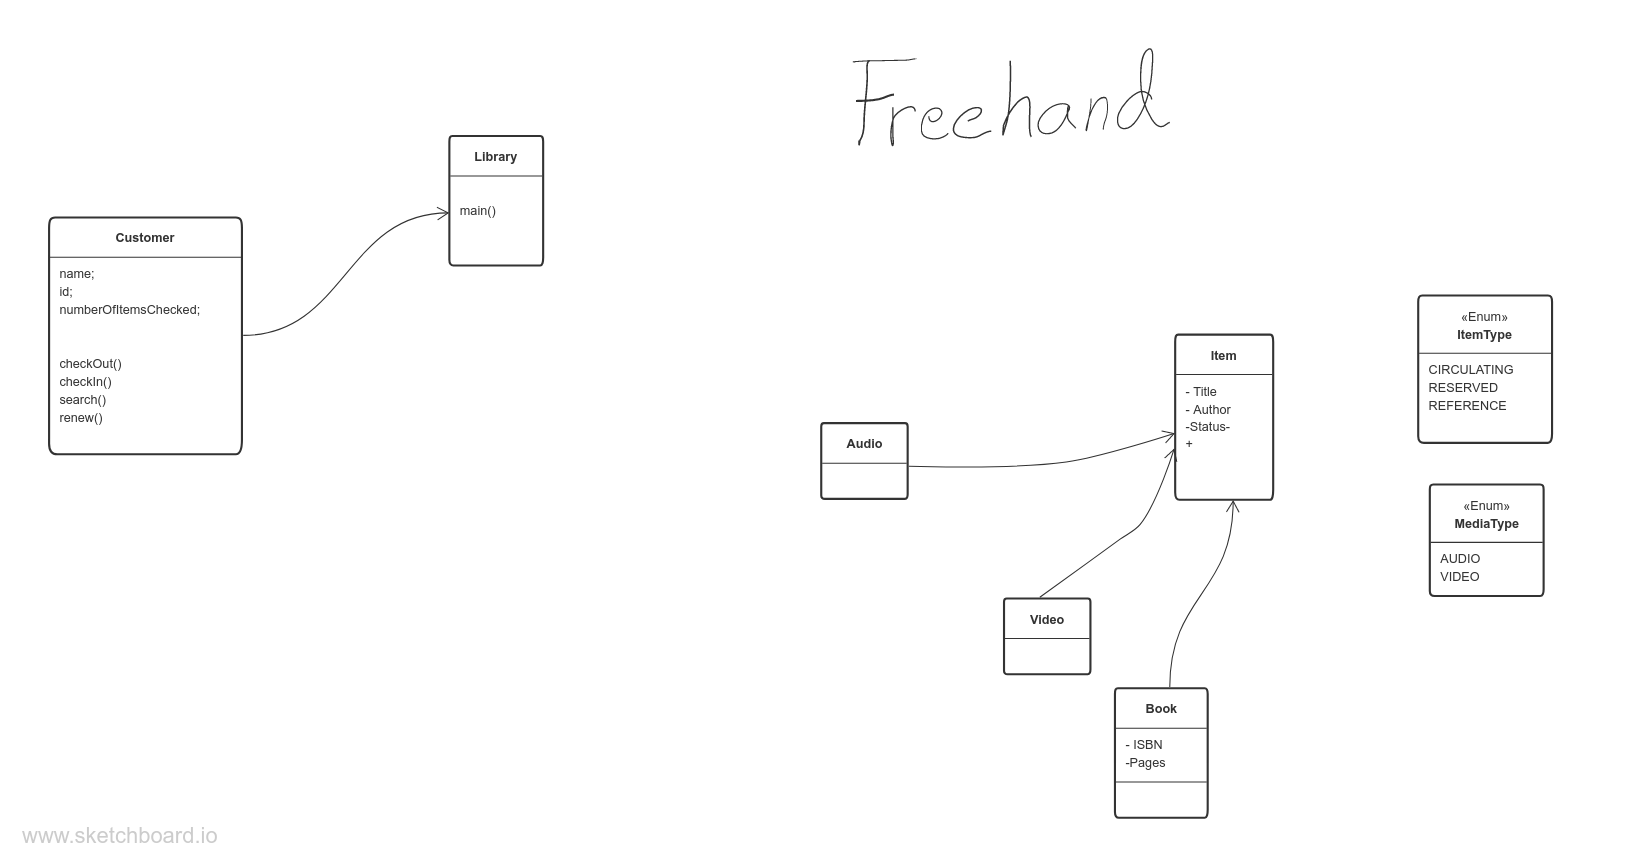 Freehand
Library
main()
Customer
name;
id;
numberOfItemsChecked;
checkOut()
checkIn()
search()
renew()
«Enum»
ItemType
CIRCULATING
RESERVED
REFERENCE
Item
- Title
- Author
-Status-
+
Audio
«Enum»
MediaType
AUDIO
VIDEO
Video
Book
- ISBN
-Pages
www.sketchboard.io